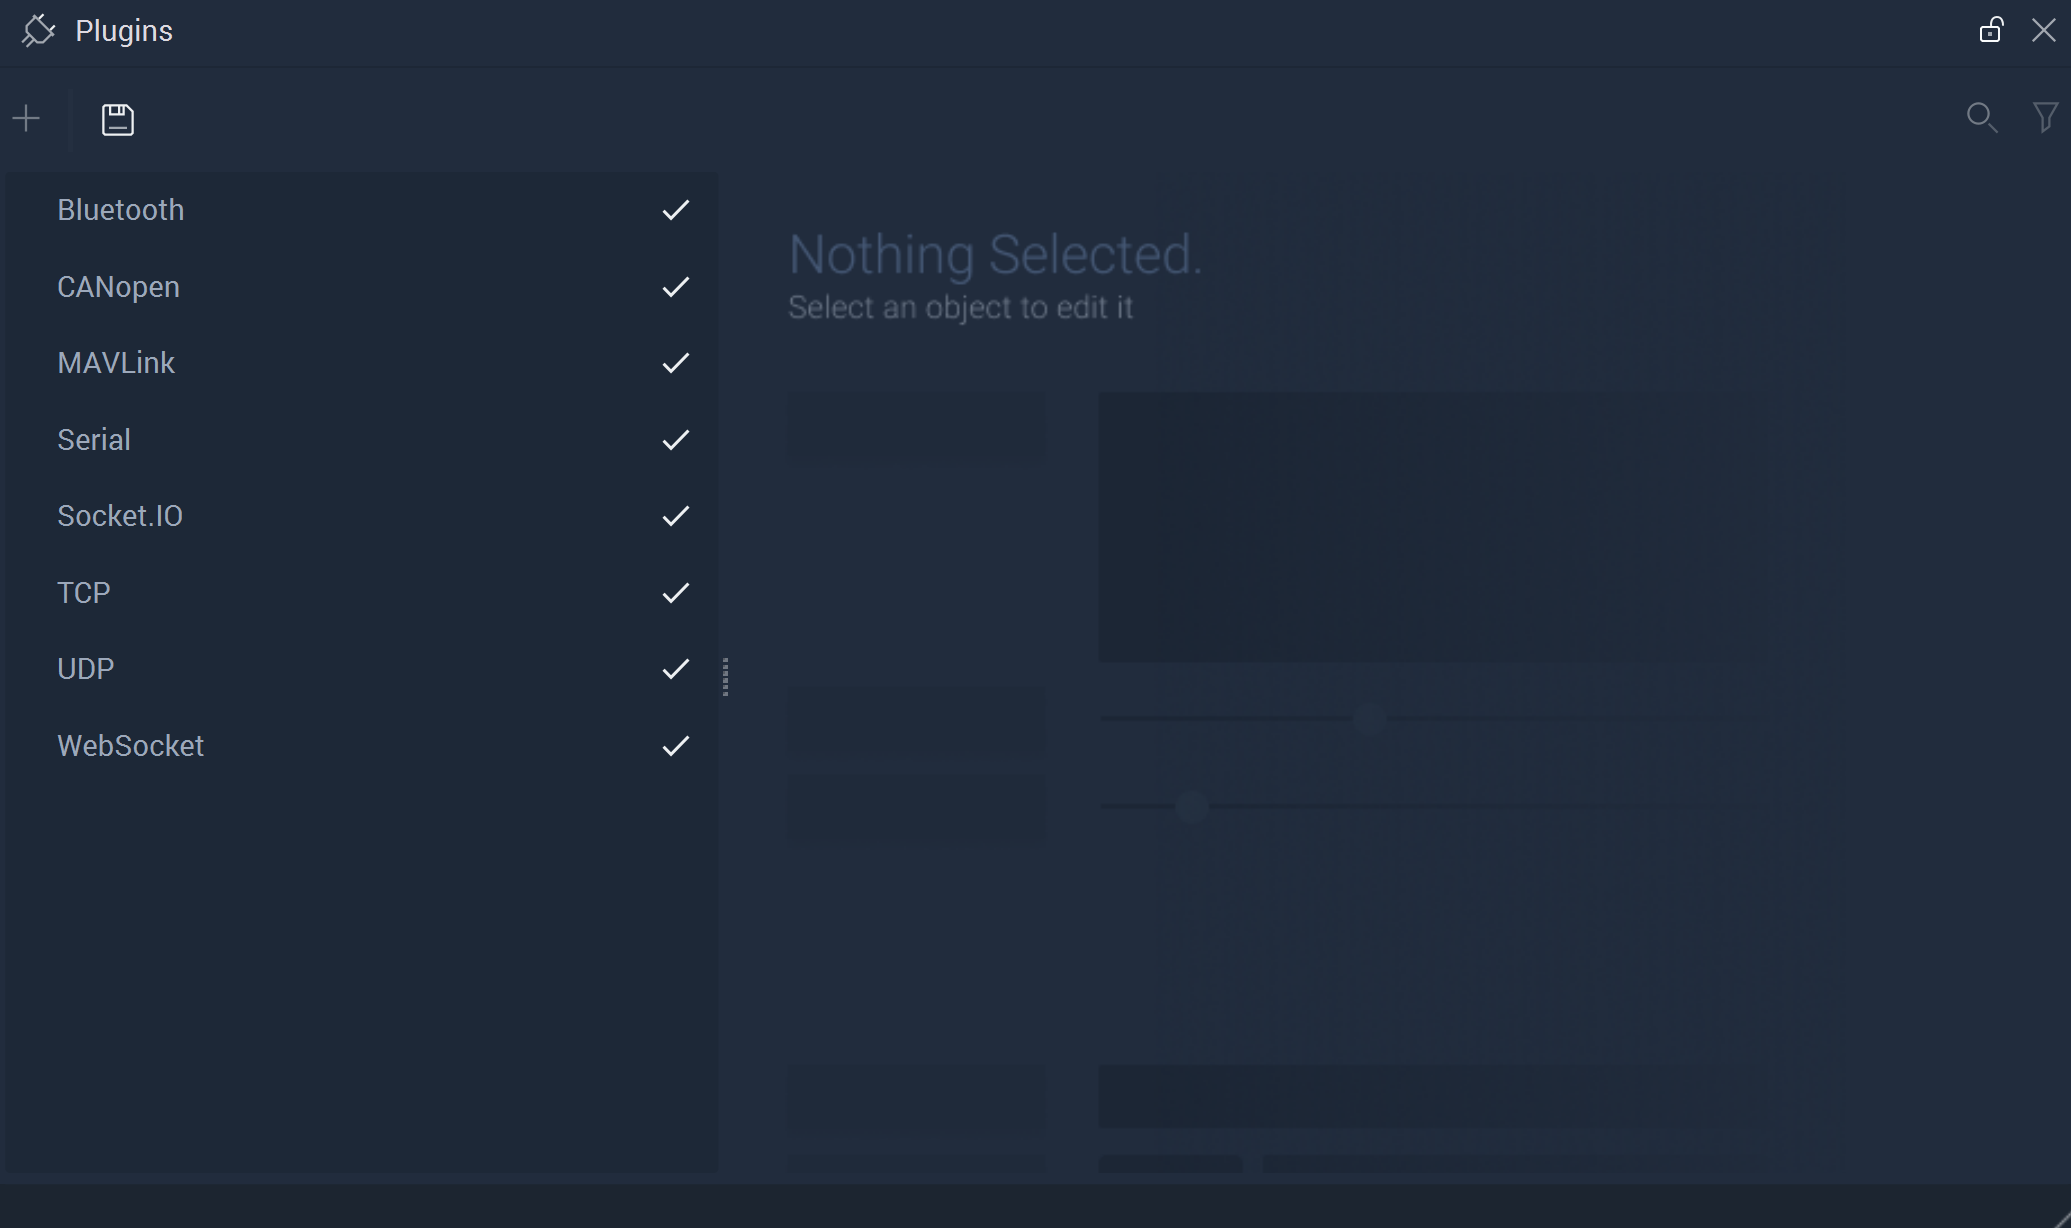 Plugins
Bluetooth
CANopen
MAVLink
Serial
Socket.IO
TCP
UDP
WebSocket
Nothing Selected.
Select an object to edit it